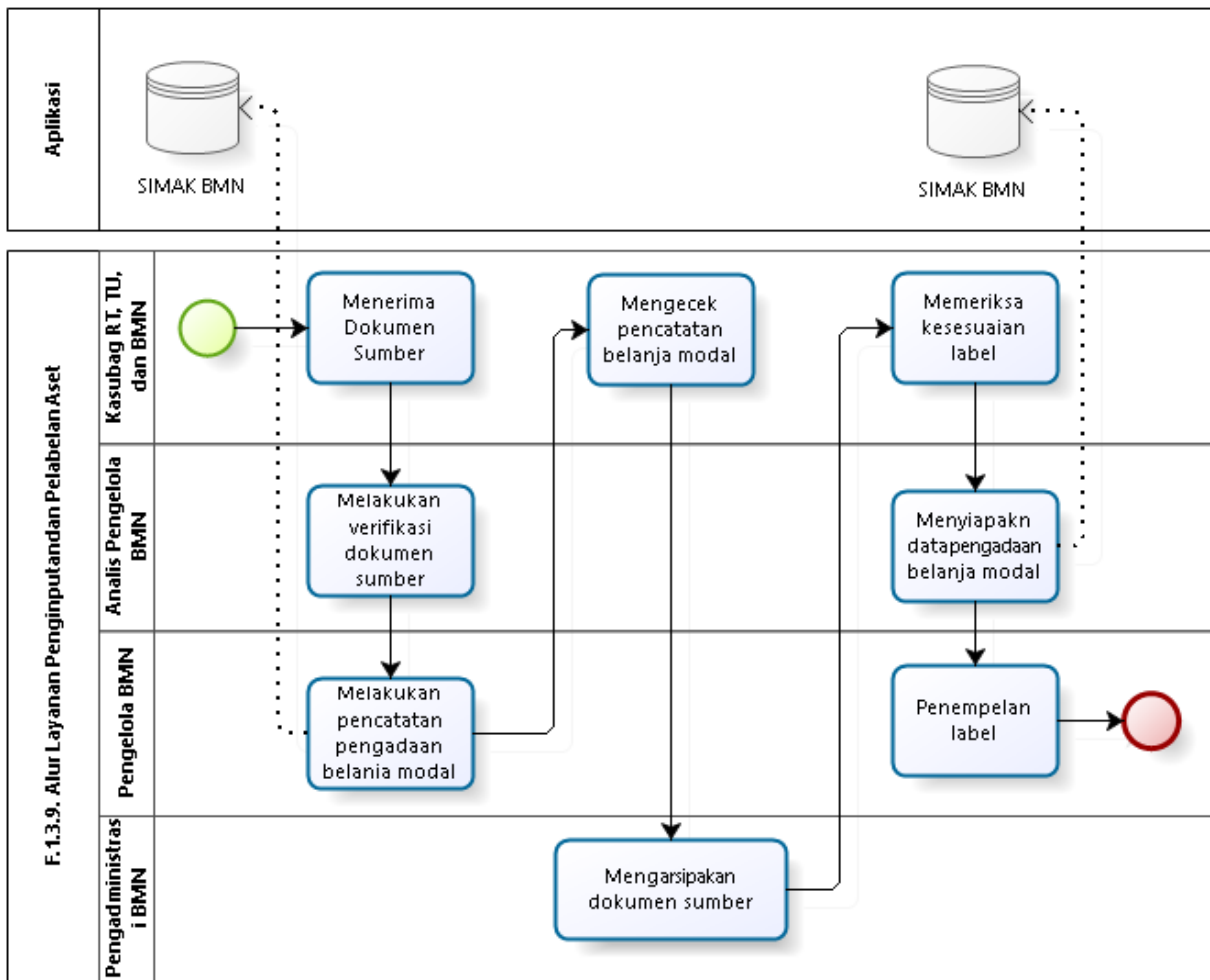 Aplikasi
SIMAK BMN
SIMAK BMN
F.1.3.9. Alur Layanan Penginputandan Pelabelan Aset
Kasubag RT, TU,
dan BMN
Menerima
Dokumen
Sumber
Mengecek
pencatatan
belanja modal
Memeriksa
kesesuaian
label
Analis Pengelola
BMN
Melakukan
verifikasi
dokumen
sumber
Menyiapakn
datapengadaan
belanja modal
Pengelola BMN
Melakukan
pencatatan
pengadaan
belania modal
Penempelan
label
Pengadministras
i BMN
Mengarsipakan
dokumen sumber